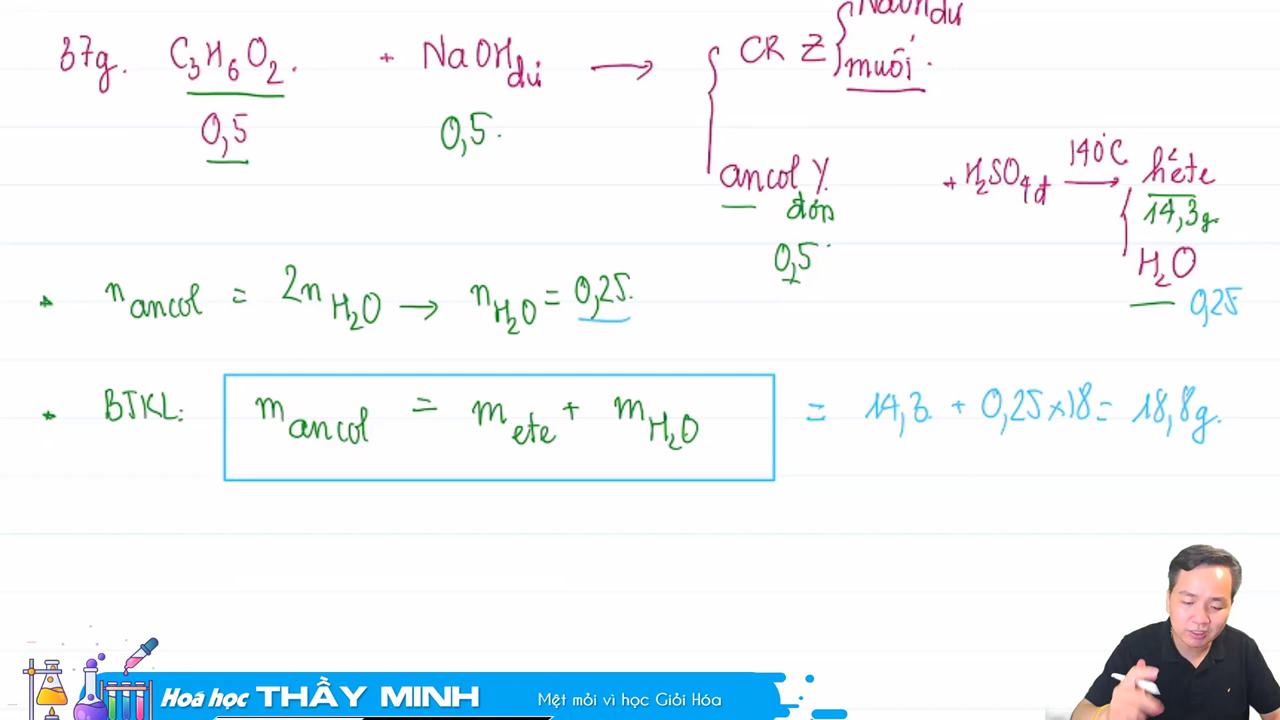 NaOH dư
37g. C3H6O2. + NaOH dư → CR Z muối.
0,5 0,5.
ancol Y + H2SO4đ 140°C → h² ete
đơn 14,3g.
0,5 H2O
0,25
* n ancol = 2n H2O → n H2O = 0,25.
* BTKL: m ancol = m ete + m H2O = 14,3 + 0,25×18 = 18,8g.
Hoá học THẦY MINH Mệt mỏi vì học Giỏi Hóa